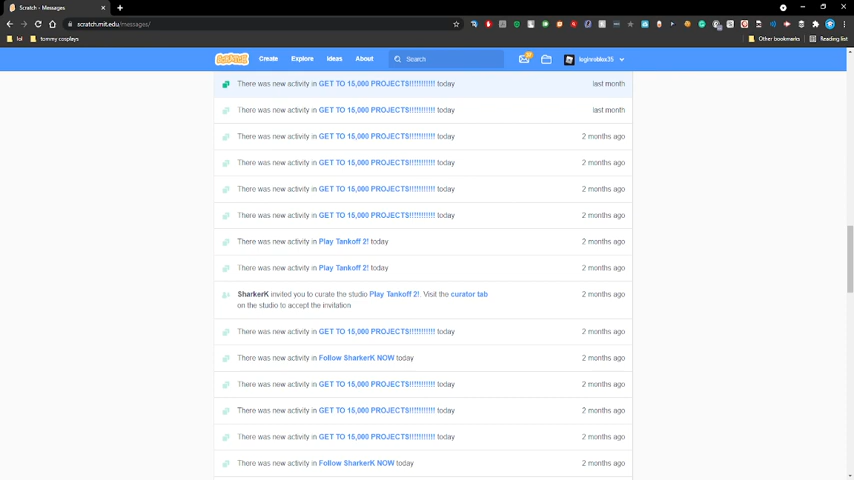 Scratch - Messages
scratch.mit.edu/messages/
lol
tommy cosplays
Other bookmarks
Reading list
SCRATCH
Create
Explore
Ideas
About
Search
loginroblox35
There was new activity in GET TO 15,000 PROJECTS!!!!!!!!!!! today
last month
There was new activity in GET TO 15,000 PROJECTS!!!!!!!!!!! today
last month
There was new activity in GET TO 15,000 PROJECTS!!!!!!!!!!! today
2 months ago
There was new activity in GET TO 15,000 PROJECTS!!!!!!!!!!! today
2 months ago
There was new activity in GET TO 15,000 PROJECTS!!!!!!!!!!! today
2 months ago
There was new activity in GET TO 15,000 PROJECTS!!!!!!!!!!! today
2 months ago
There was new activity in Play Tankoff 2! today
2 months ago
There was new activity in Play Tankoff 2! today
2 months ago
SharkerK invited you to curate the studio Play Tankoff 2!. Visit the curator tab
on the studio to accept the invitation
2 months ago
There was new activity in GET TO 15,000 PROJECTS!!!!!!!!!!! today
2 months ago
There was new activity in Follow SharkerK NOW today
2 months ago
There was new activity in GET TO 15,000 PROJECTS!!!!!!!!!!! today
2 months ago
There was new activity in GET TO 15,000 PROJECTS!!!!!!!!!!! today
2 months ago
There was new activity in GET TO 15,000 PROJECTS!!!!!!!!!!! today
2 months ago
There was new activity in Follow SharkerK NOW today
2 months ago